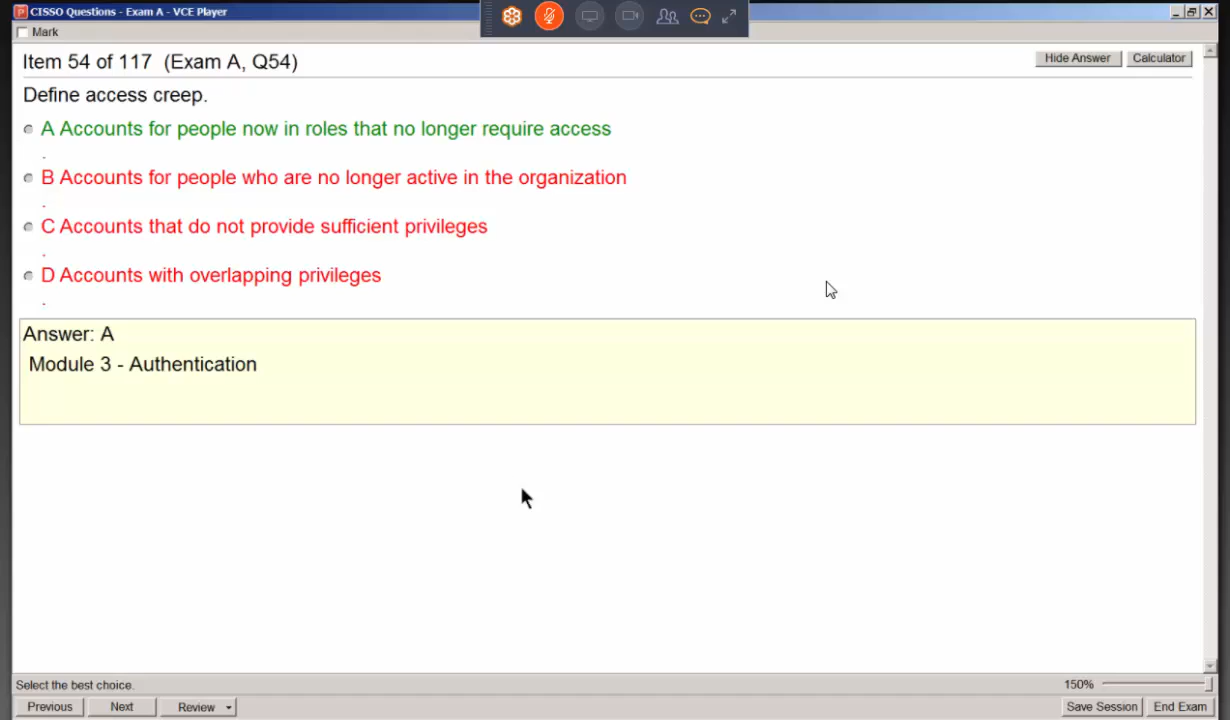 CISSO Questions - Exam A - VCE Player
Mark
Item 54 of 117 (Exam A, Q54)
Hide Answer
Calculator
Define access creep.
A Accounts for people now in roles that no longer require access
.
B Accounts for people who are no longer active in the organization
.
C Accounts that do not provide sufficient privileges
.
D Accounts with overlapping privileges
.
Answer: A
Module 3 - Authentication
Select the best choice.
150%
Previous
Next
Review
Save Session
End Exam